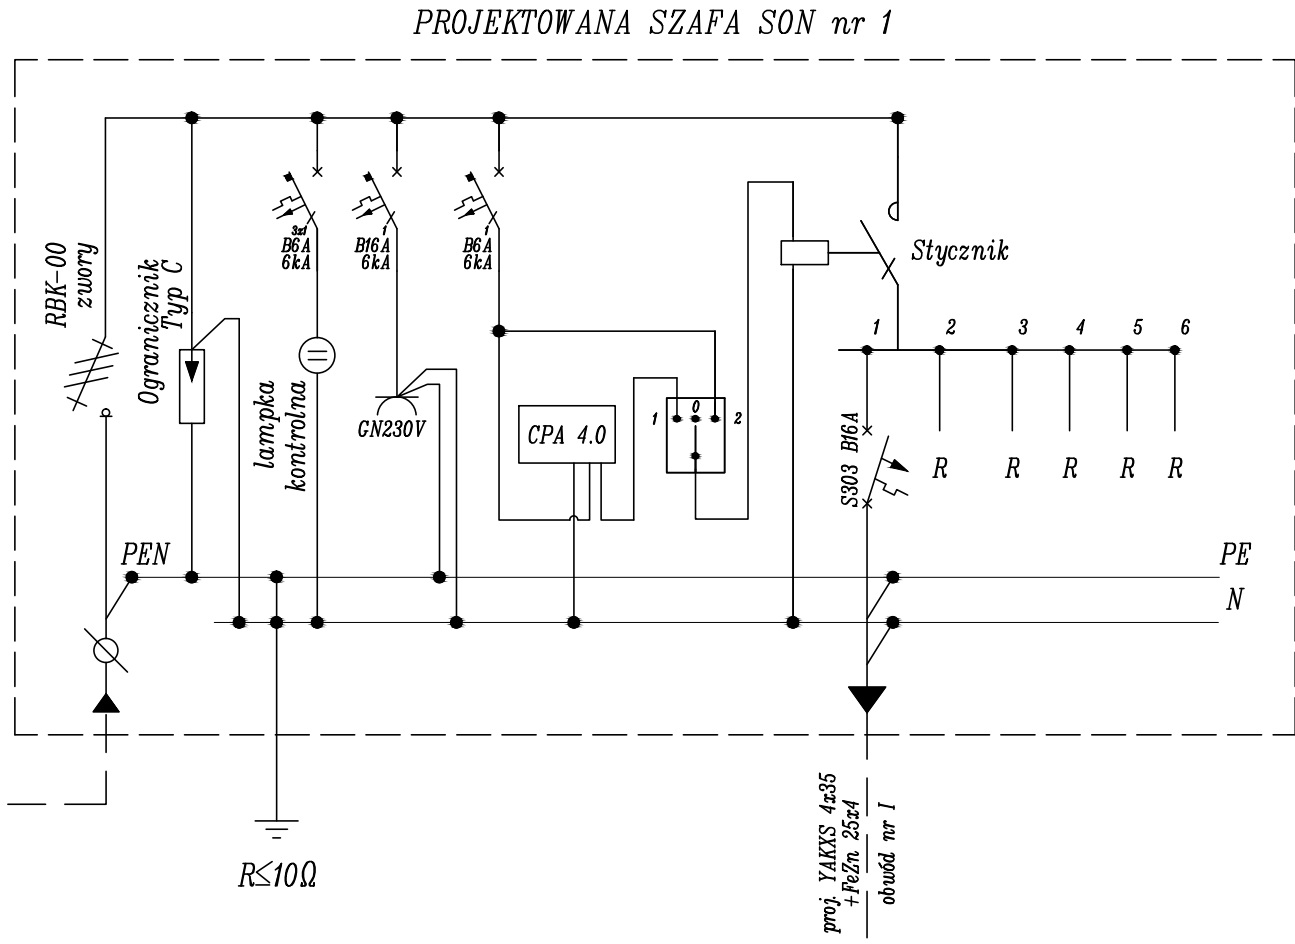 PROJEKTOWANA SZAFA SON nr 1
RBK-00
zwory
Ogranicznik
Typ C
3x1
B6A
6kA
1
B16A
6kA
1
B6A
6kA
Stycznik
lampka
kontrolna
GN230V
CPA 4.0
1
0
2
1
2
3
4
5
6
S303 B16A
R
R
R
R
R
PEN
PE
N
R≤10Ω
proj. YAKXS 4x35
+FeZn 25x4
obwód nr I